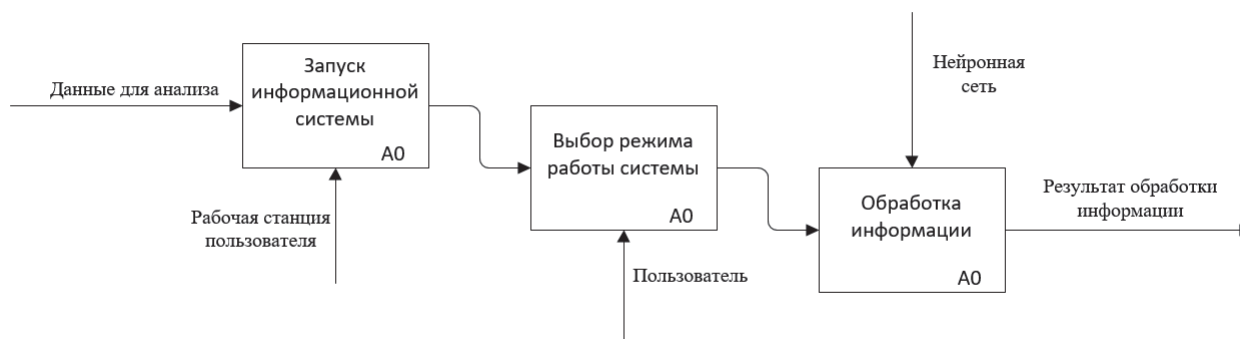 Данные для анализа
Запуск
информационной
системы
A0
Рабочая станция
пользователя
Выбор режима
работы системы
A0
Пользователь
Нейронная
сеть
Обработка
информации
A0
Результат обработки
информации